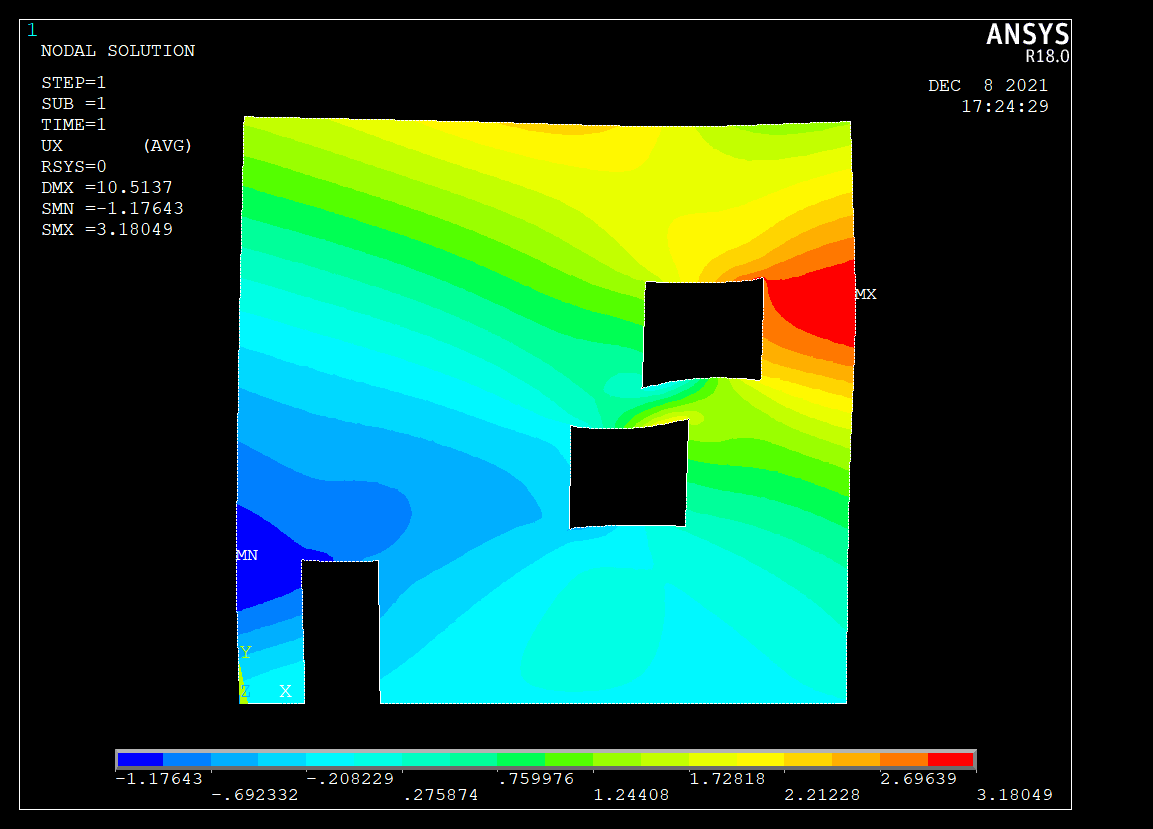 1
NODAL SOLUTION
STEP=1
SUB =1
TIME=1
UX (AVG)
RSYS=0
DMX =10.5137
SMN =-1.17643
SMX =3.18049
ANSYS
R18.0
DEC 8 2021
17:24:29
MX
MN
Y
Z X
-1.17643 -.208229 .759976 1.72818 2.69639
-.692332 .275874 1.24408 2.21228 3.18049